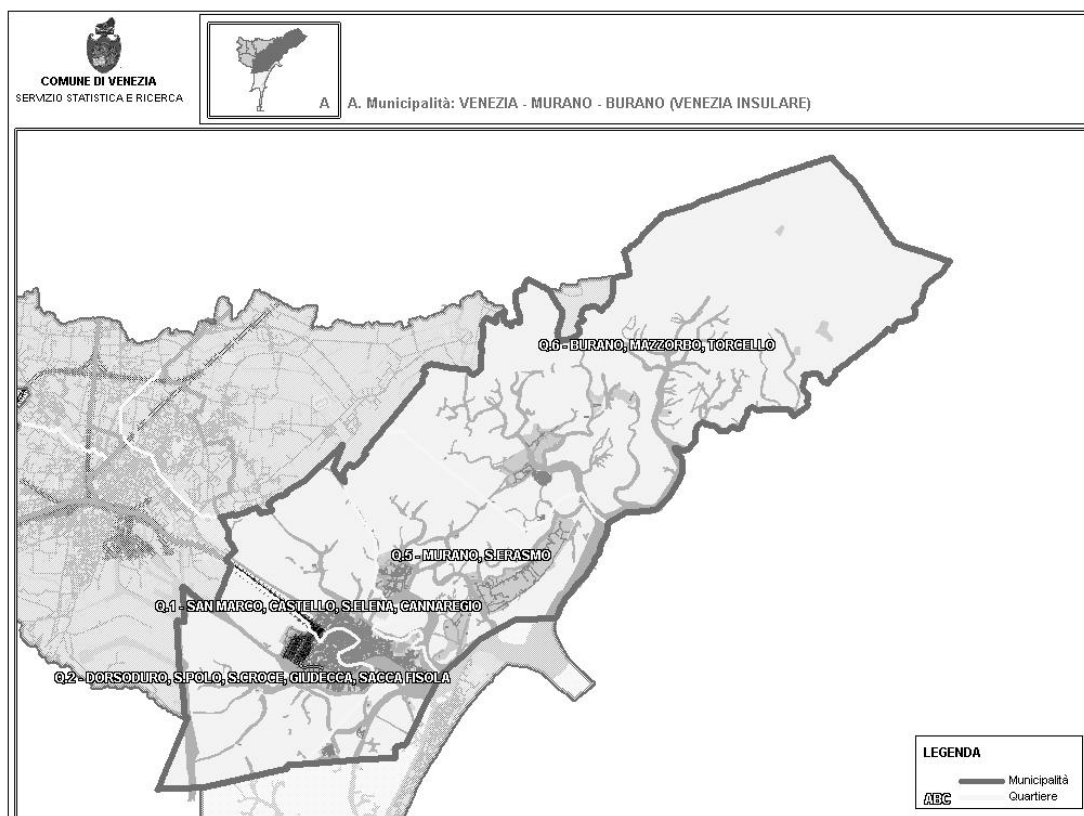 COMUNE DI VENEZIA
SERVIZIO STATISTICA E RICERCA
A A. Municipalità: VENEZIA - MURANO - BURANO (VENEZIA INSULARE)
Q.6 - BURANO, MAZZORBO, TORCELLO
Q.5 - MURANO, S.ERASMO
Q.1 - SAN MARCO, CASTELLO, S.ELENA, CANNAREGIO
Q.2 - DORSODURO, S.POLO, S.CROCE, GIUDECCA, SACCA FISOLA
LEGENDA
Municipalità
ABC Quartiere